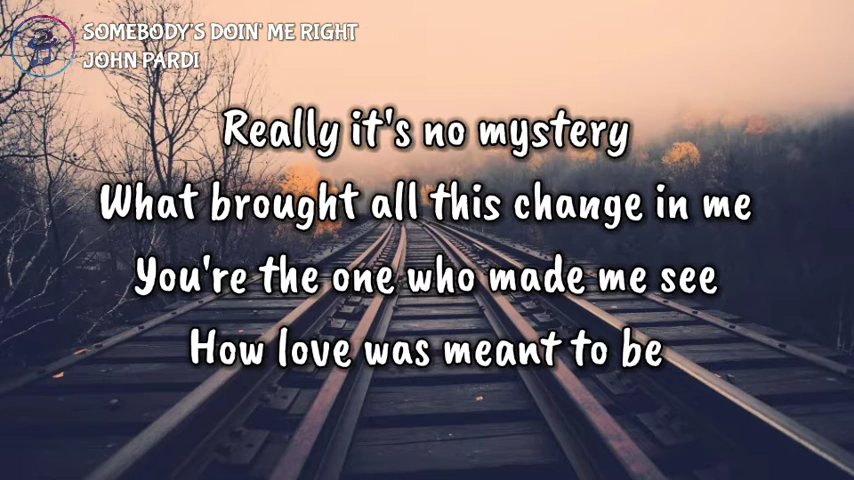 SOMEBODY'S DOIN' ME RIGHT
JOHN PARDI
Really it's no mystery
What brought all this change in me
You're the one who made me see
How love was meant to be